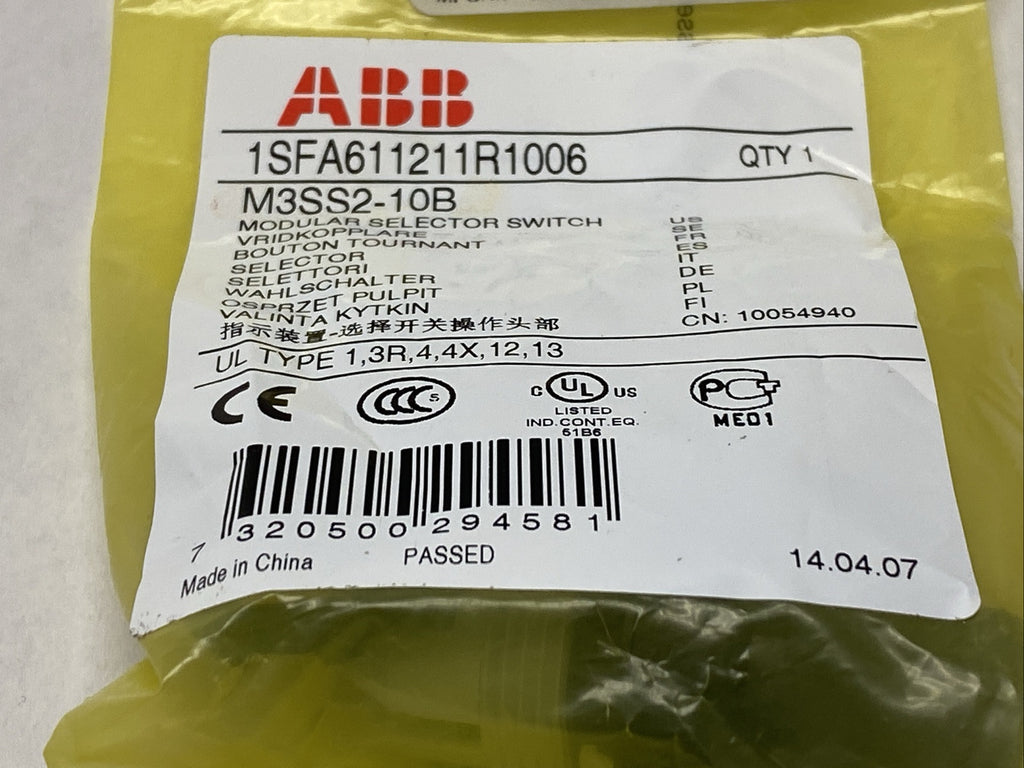 ABB
1SFA611211R1006 QTY 1
M3SS2-10B
MODULAR SELECTOR SWITCH US
VRIDKOPPLARE SE
BOUTON TOURNANT FR
SELECTOR ES
SELETTORI IT
WAHLSCHALTER DE
OSPRZET PULPIT PL
VALINTA KYTKIN FI
指示装置-选择开关操作头部 CN: 10054940
UL TYPE 1,3R,4,4X,12,13
CE CCC S C UL US PCT
LISTED
IND.CONT.EQ. ME01
51B6
7 320500 294581
Made in China PASSED 14.04.07